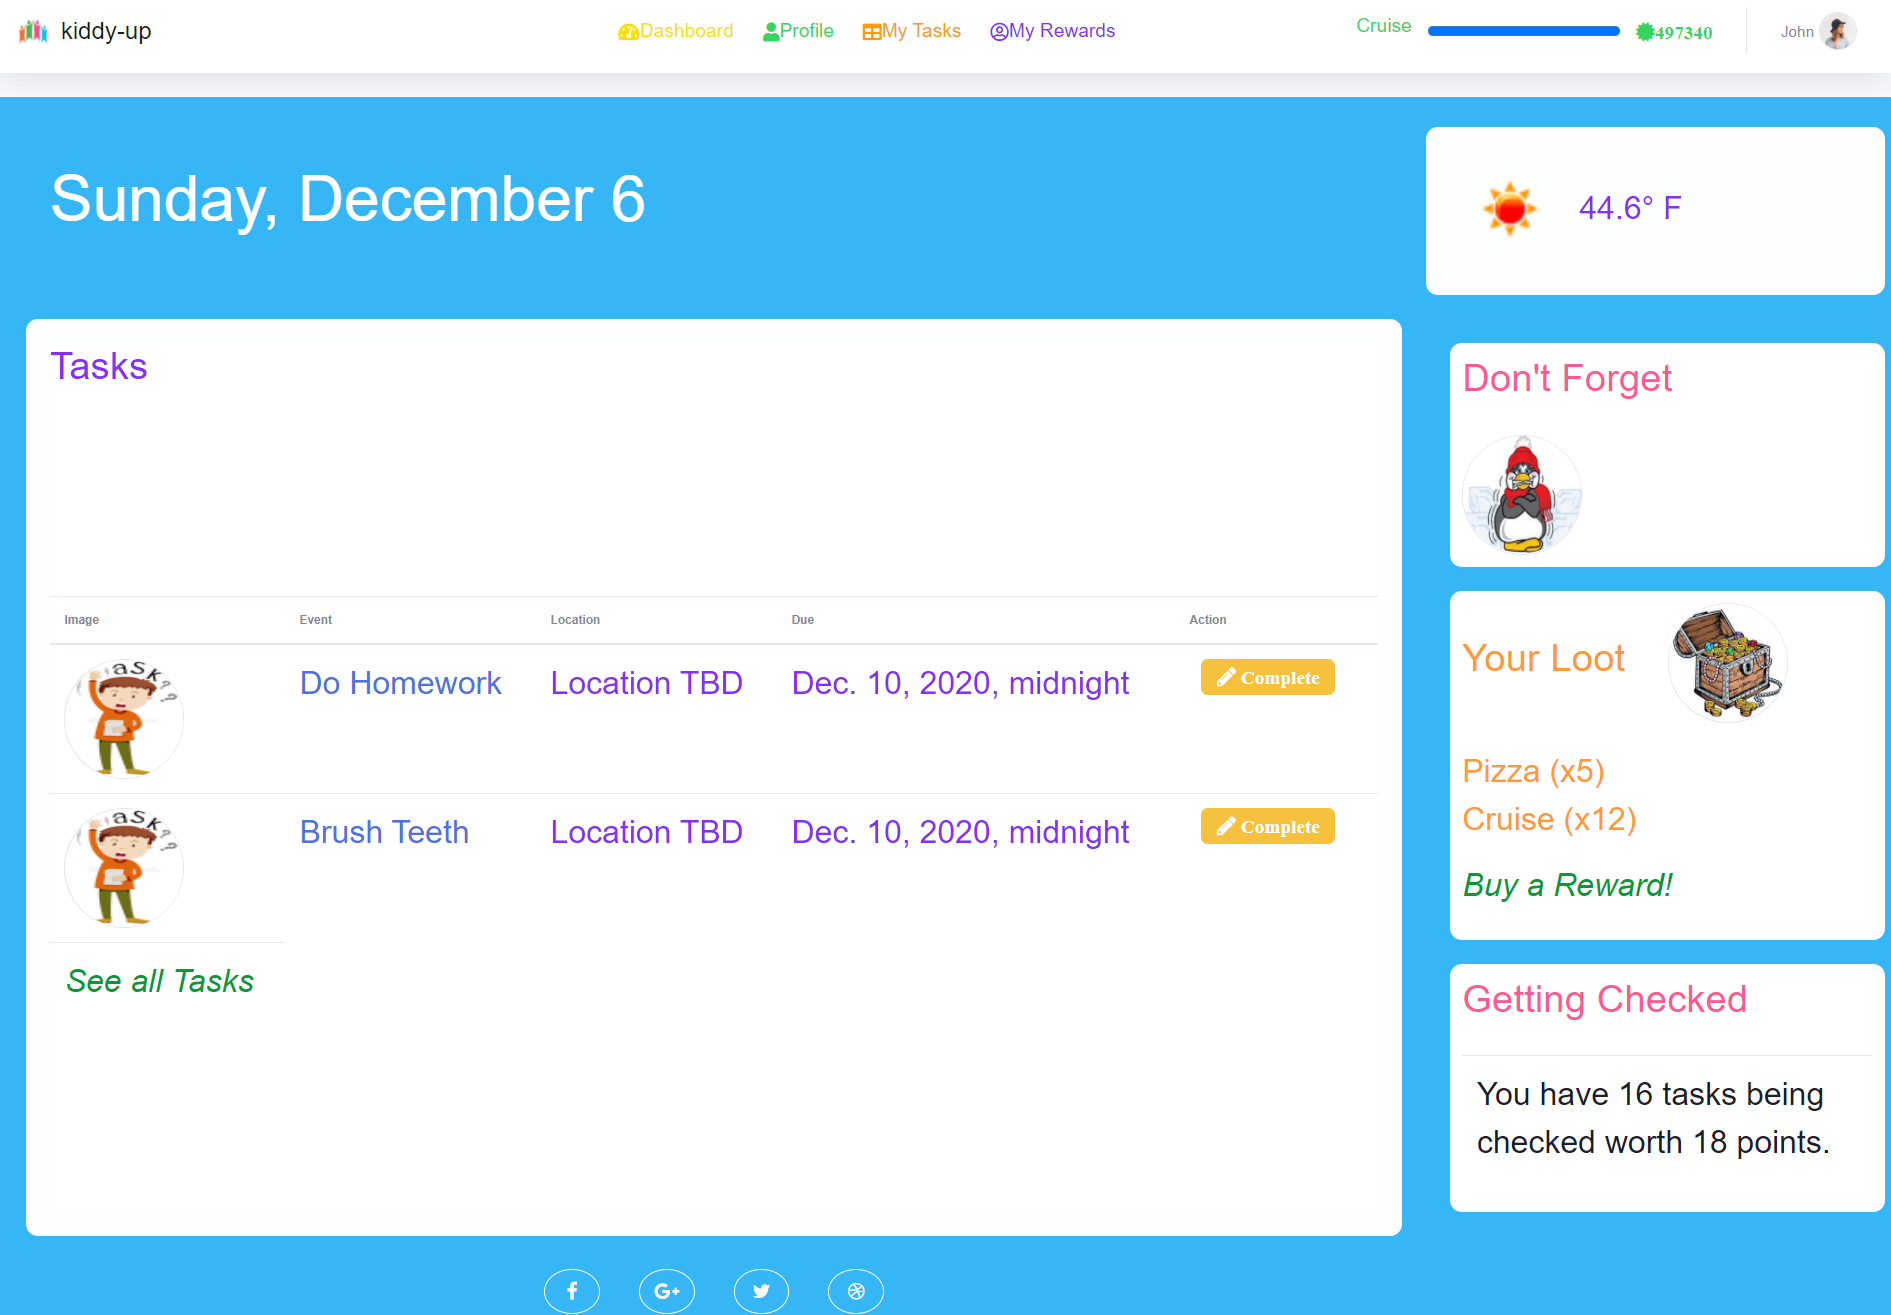 kiddy-up
Dashboard
Profile
My Tasks
My Rewards
Cruise
497340
John
Sunday, December 6
44.6° F
Tasks
Image Event Location Due Action
ask
Do Homework Location TBD Dec. 10, 2020, midnight Complete
ask
Brush Teeth Location TBD Dec. 10, 2020, midnight Complete
See all Tasks
Don't Forget
Your Loot
Pizza (x5)
Cruise (x12)
Buy a Reward!
Getting Checked
You have 16 tasks being
checked worth 18 points.
G+